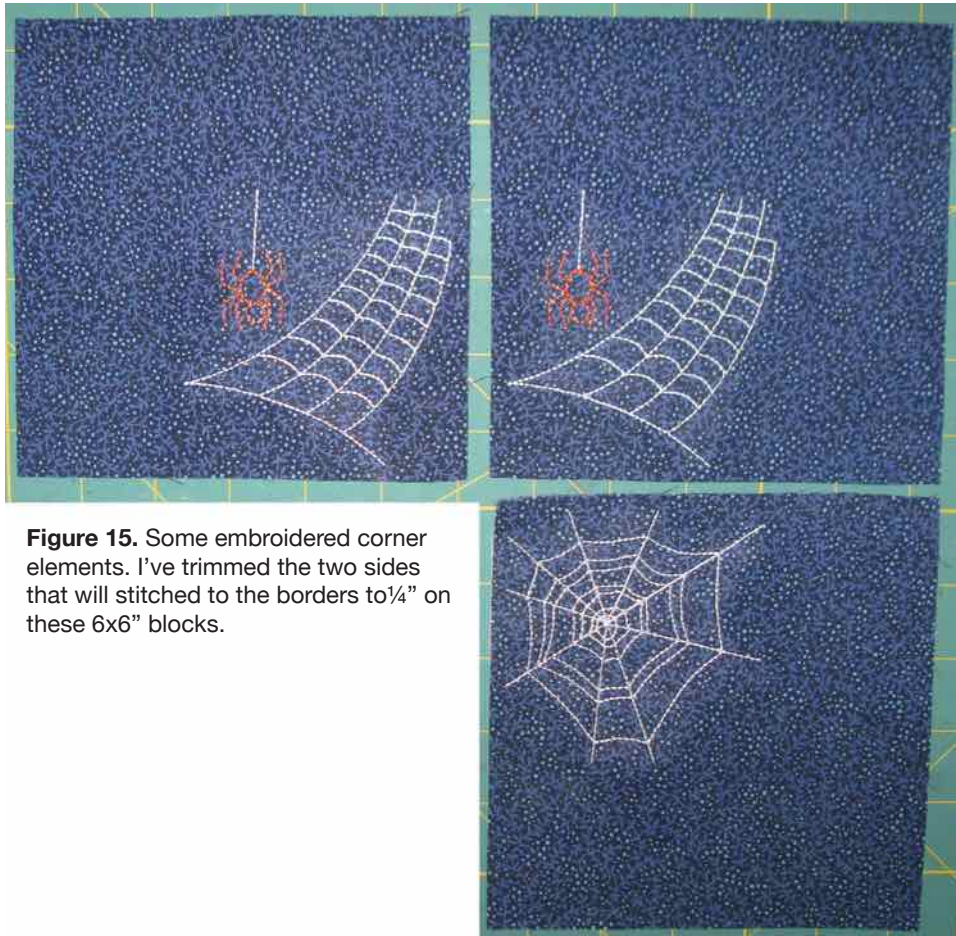 Figure 15. Some embroidered corner
elements. I've trimmed the two sides
that will stitched to the borders to¼” on
these 6x6” blocks.